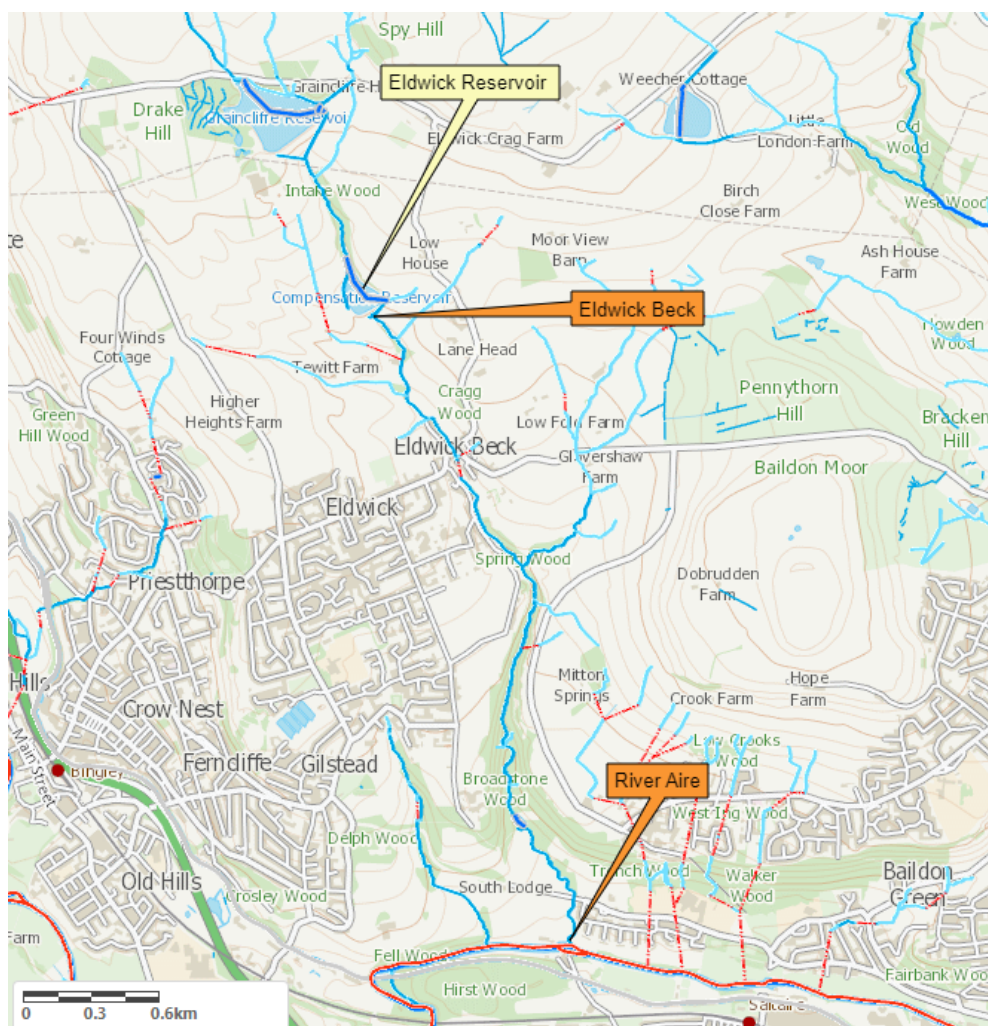 Spy Hill
Weecher Cottage
Eldwick Reservoir
Graincliffe H
Drake
Hill
Graincliffe Reservoi
Eldwick Crag Farm
Little
London Farm
Old
Wood
Intake Wood
Birch
Close Farm
West Wood
Low
House
Moor View
Barn
Ash House
Farm
Compensation Reservoir
Eldwick Beck
Four Winds
Cottage
Lane Head
Howden
Wood
Tewitt Farm
Cragg
Wood
Pennythorn
Hill
Green
Hill Wood
Higher
Heights Farm
Low Fold Farm
Bracken
Hill
Eldwick Beck
Glovershaw
Farm
Baildon Moor
Eldwick
Spring Wood
Priestthorpe
Dobrudden
Farm
Hills
Mitton
Springs
Crook Farm
Hope
Farm
Crow Nest
Main Street
Low Crooks
Wood
Ferncliffe
Gilstead
Bingley
River Aire
Broadstone
Wood
West Ing Wood
Delph Wood
Trench Wood
Walker
Wood
Baildon
Green
Old Hills
Crosley Wood
South Lodge
Farm
Fell Wood
Fairbank Woo
Hirst Wood
Saltaire
0 0.3 0.6km